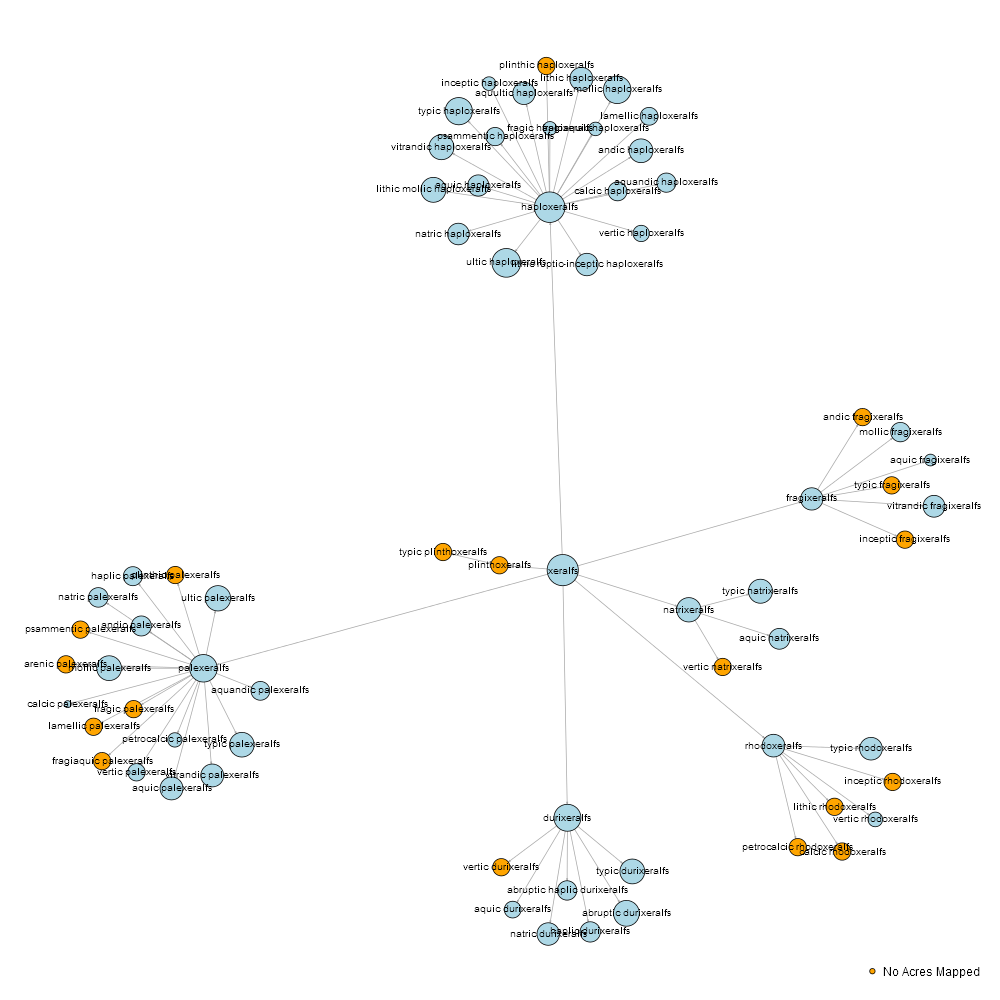 plinthic haploxeralfs
lithic haploxeralfs
inceptic haploxeralfs
mollic haploxeralfs
aquultic haploxeralfs
typic haploxeralfs
lamellic haploxeralfs
fragic haploxeralfs
fragiaquic haploxeralfs
psammentic haploxeralfs
vitrandic haploxeralfs
andic haploxeralfs
aquandic haploxeralfs
aquic haploxeralfs
lithic mollic haploxeralfs
calcic haploxeralfs
haploxeralfs
natric haploxeralfs
vertic haploxeralfs
ultic haploxeralfs
lithic ruptic-inceptic haploxeralfs
andic fragixeralfs
mollic fragixeralfs
aquic fragixeralfs
typic fragixeralfs
fragixeralfs
vitrandic fragixeralfs
inceptic fragixeralfs
typic plinthoxeralfs
plinthoxeralfs
xeralfs
haplic palexeralfs
plinthic palexeralfs
natric palexeralfs
ultic palexeralfs
typic natrixeralfs
natrixeralfs
andic palexeralfs
psammentic palexeralfs
aquic natrixeralfs
arenic palexeralfs
mollic palexeralfs
palexeralfs
vertic natrixeralfs
aquandic palexeralfs
calcic palexeralfs
fragic palexeralfs
lamellic palexeralfs
petrocalcic palexeralfs
typic palexeralfs
rhodoxeralfs
typic rhodoxeralfs
fragiaquic palexeralfs
vertic palexeralfs
vitrandic palexeralfs
aquic palexeralfs
inceptic rhodoxeralfs
lithic rhodoxeralfs
vertic rhodoxeralfs
durixeralfs
petrocalcic rhodoxeralfs
calcic rhodoxeralfs
vertic durixeralfs
typic durixeralfs
abruptic haplic durixeralfs
aquic durixeralfs
abruptic durixeralfs
natric durixeralfs
haplic durixeralfs
No Acres Mapped